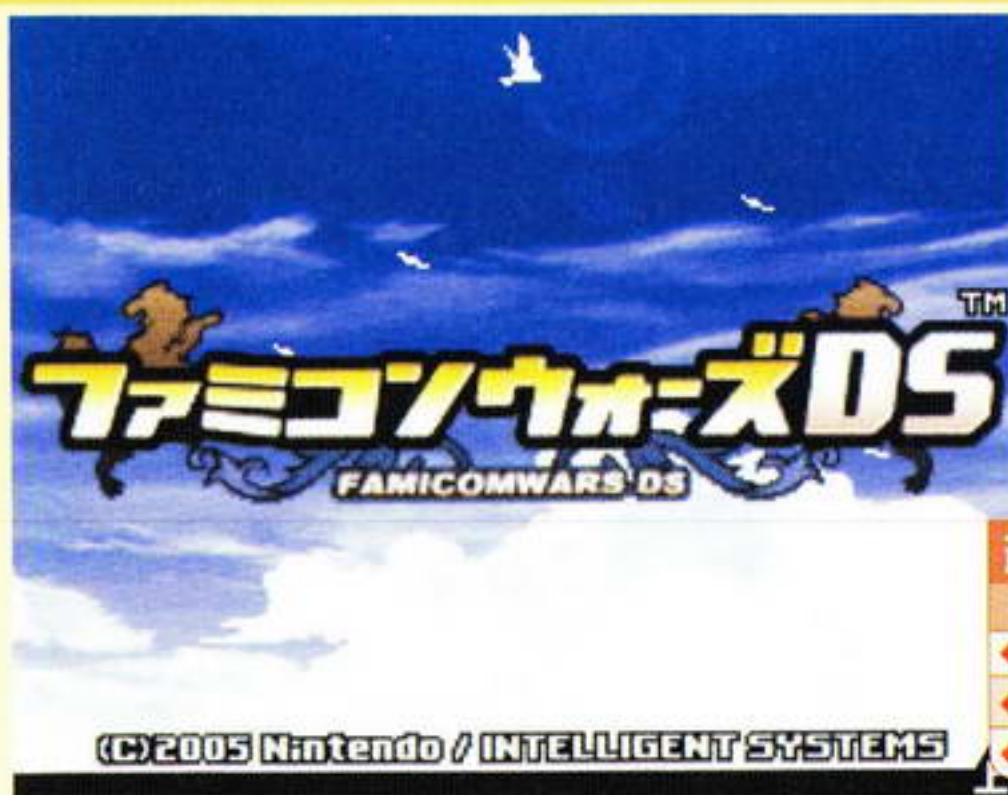 ファミコンウォーズDS TM
FAMICOMWARS DS
(C)2005 Nintendo / INTELLIGENT SYSTEMS